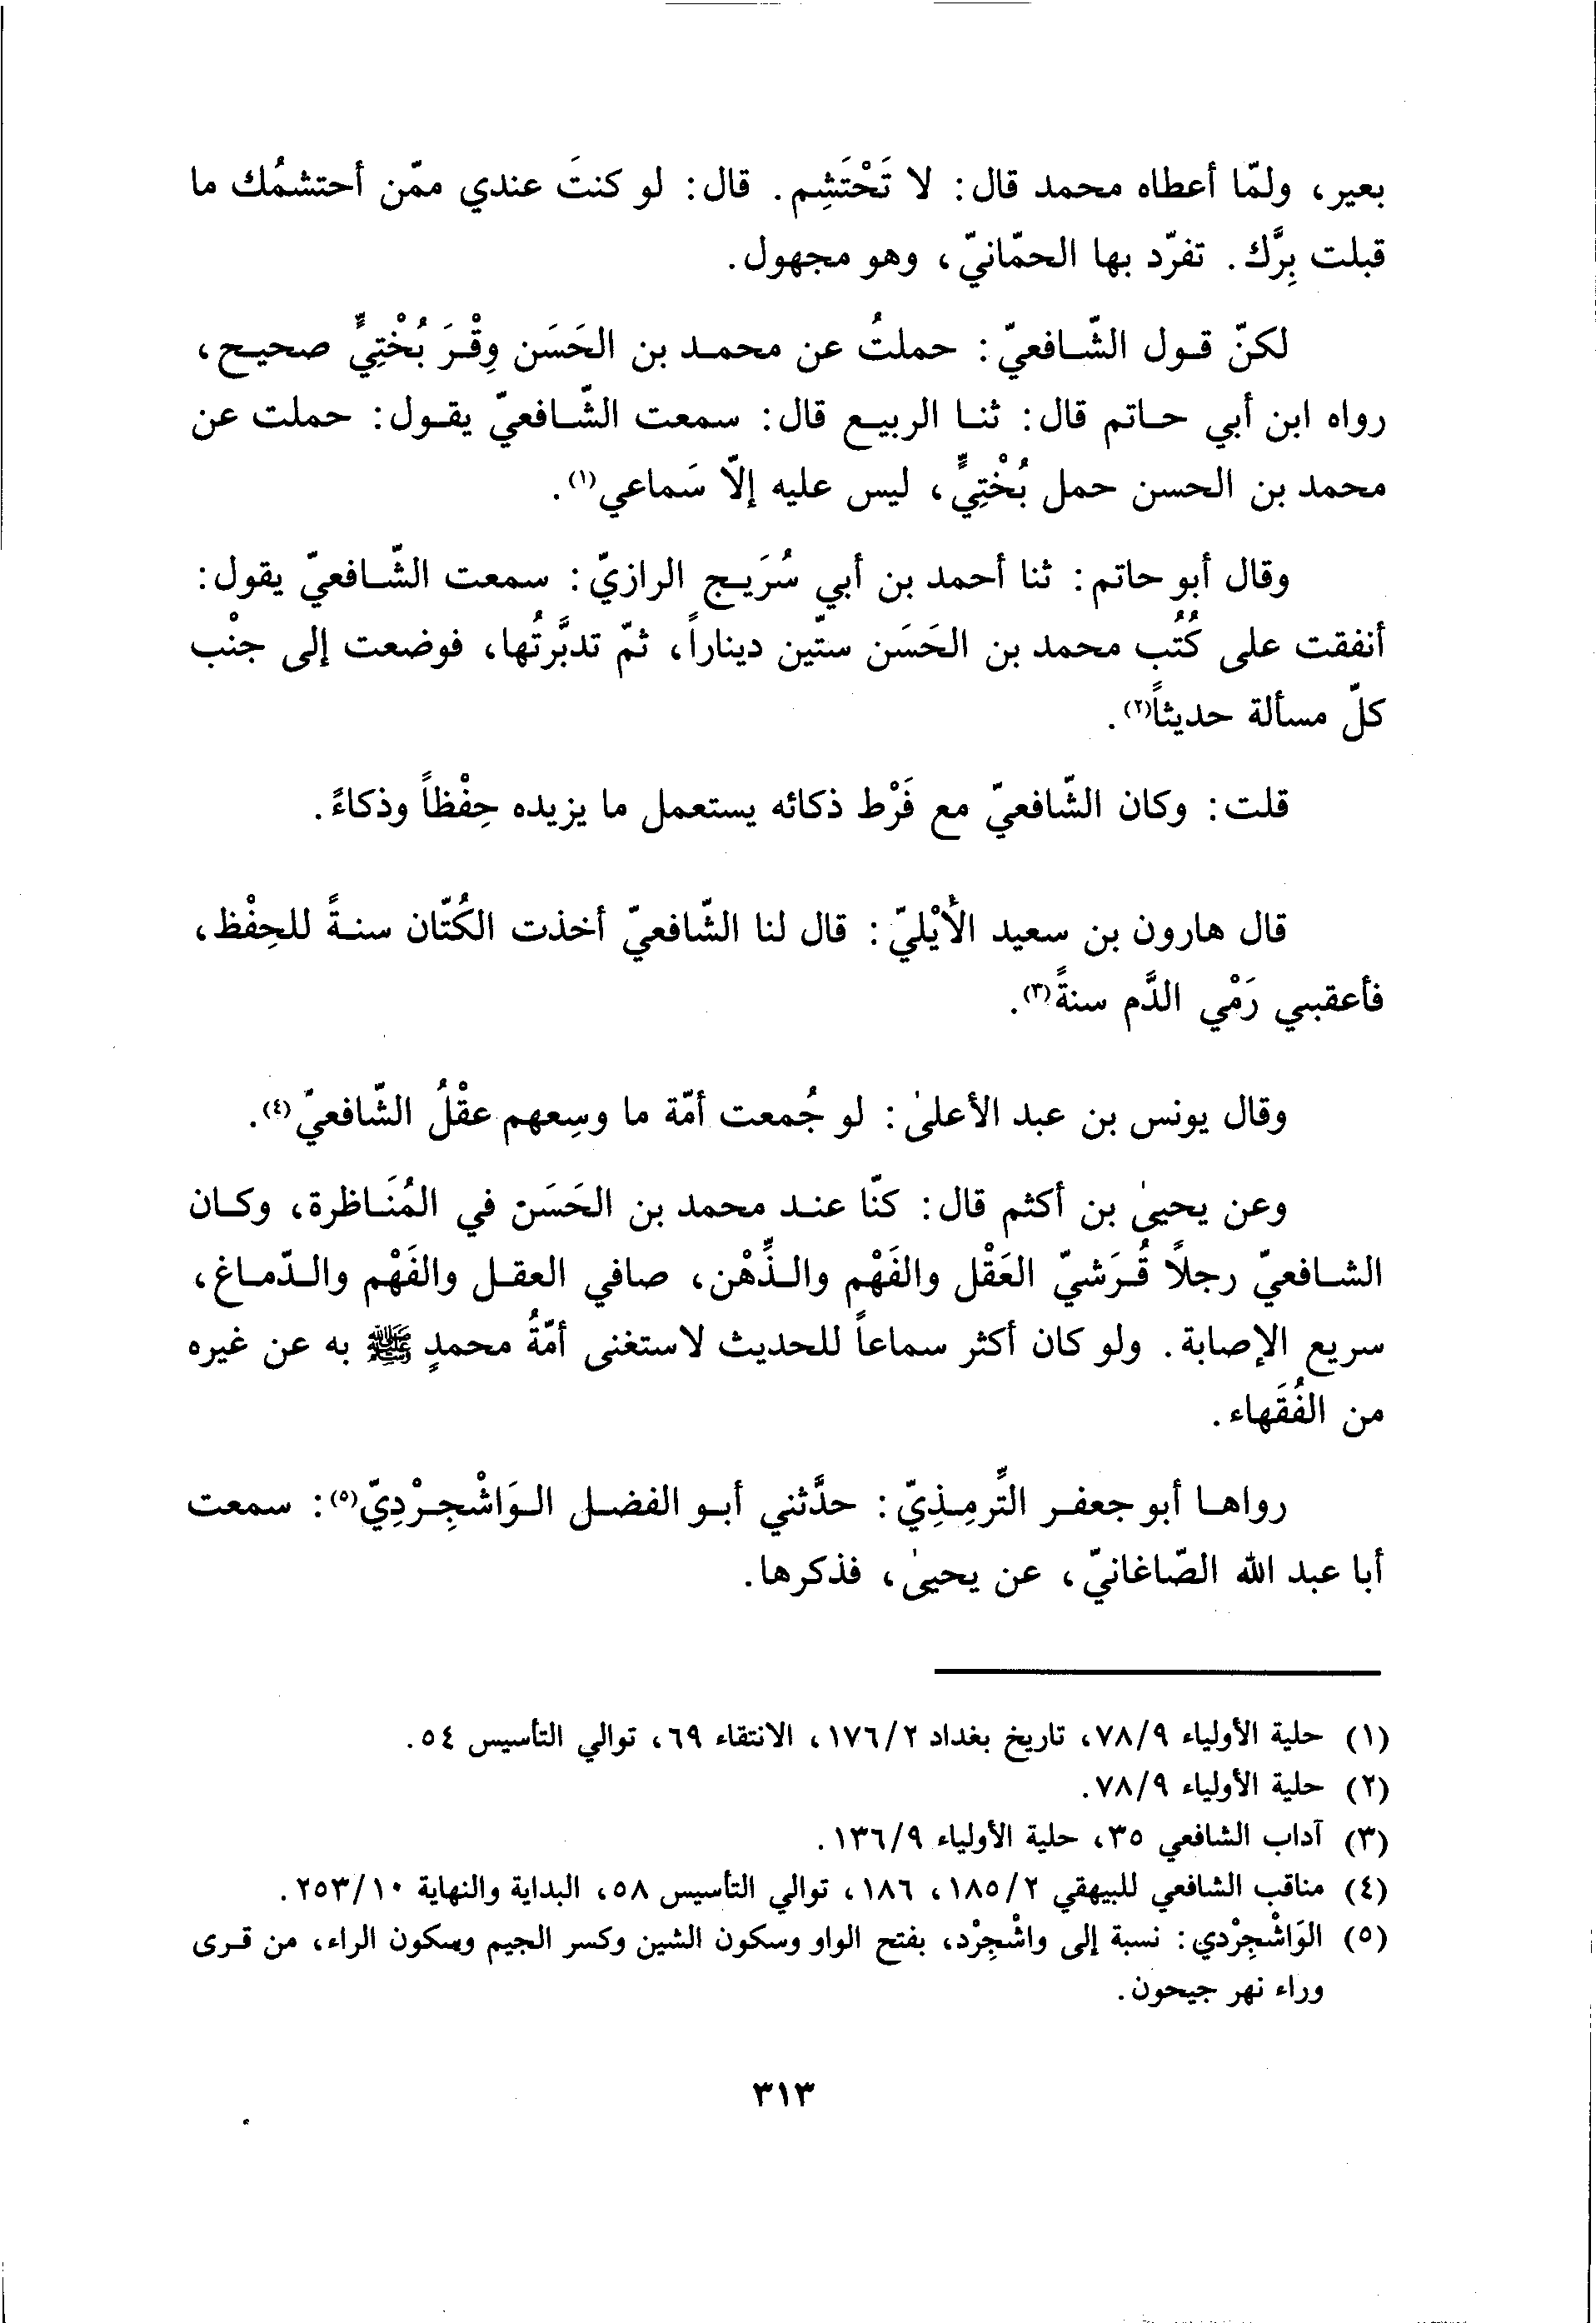 بعير، ولمّا أعطاه محمد قال: لا تَحْتَشِم. قال: لو كنتَ عندي ممّن أحتشمُك ما
قبلت بِرَّك. تفرّد بها الحمّانيّ، وهو مجهول.
لكنّ قول الشّافعيّ: حملتُ عن محمد بن الحَسَن وِقْرَ بُخْتِيٍّ صحيح،
رواه ابن أبي حاتم قال: ثنا الربيع قال: سمعت الشّافعيّ يقول: حملت عن
محمد بن الحسن حمل بُخْتِيٍّ، ليس عليه إلاّ سَماعي(١).
وقال أبو حاتم: ثنا أحمد بن أبي سُرَيج الرازيّ: سمعت الشّافعيّ يقول:
أنفقت على كُتُب محمد بن الحَسَن ستّين ديناراً، ثمّ تدبَّرتُها، فوضعت إلى جنْب
كلّ مسألة حديثاً(٢).
قلت: وكان الشّافعيّ مع فَرْط ذكائه يستعمل ما يزيده حِفْظاً وذكاءً.
قال هارون بن سعيد الأَيْليّ: قال لنا الشّافعيّ أخذت الكُتّان سنةً للحِفْظ،
فأعقبي رَمْي الدَّم سنةً(٣).
وقال يونس بن عبد الأعلىٰ: لو جُمعت أمّة ما وسِعهم عقْلُ الشّافعيّ(٤).
وعن يحيىٰ بن أكثم قال: كنّا عند محمد بن الحَسَن في المُنَاظرة، وكان
الشافعيّ رجلاً قُرَشيّ العَقْل والفَهْم والذِّهْن، صافي العقل والفَهْم والدّماغ،
سريع الإصابة. ولو كان أكثر سماعاً للحديث لاستغنى أمّةُ محمدٍ ﷺ به عن غيره
من الفُقَهاء.
رواها أبو جعفر التِّرمِذِيّ: حدَّثني أبو الفضل الوَاشْجِرْدِيّ(٥): سمعت
أبا عبد الله الصّاغانيّ، عن يحيىٰ، فذكرها.
(١) حلية الأولياء ٧٨/٩، تاريخ بغداد ١٧٦/٢، الانتقاء ٦٩، توالي التأسيس ٥٤.
(٢) حلية الأولياء ٧٨/٩.
(٣) آداب الشافعي ٣٥، حلية الأولياء ١٣٦/٩.
(٤) مناقب الشافعي للبيهقي ١٨٥/٢، ١٨٦، توالي التأسيس ٥٨، البداية والنهاية ٢٥٣/١٠.
(٥) الوَاشْجِرْدي: نسبة إلى واشْجِرْد، بفتح الواو وسكون الشين وكسر الجيم وسكون الراء، من قرى
وراء نهر جيحون.
٣١٣